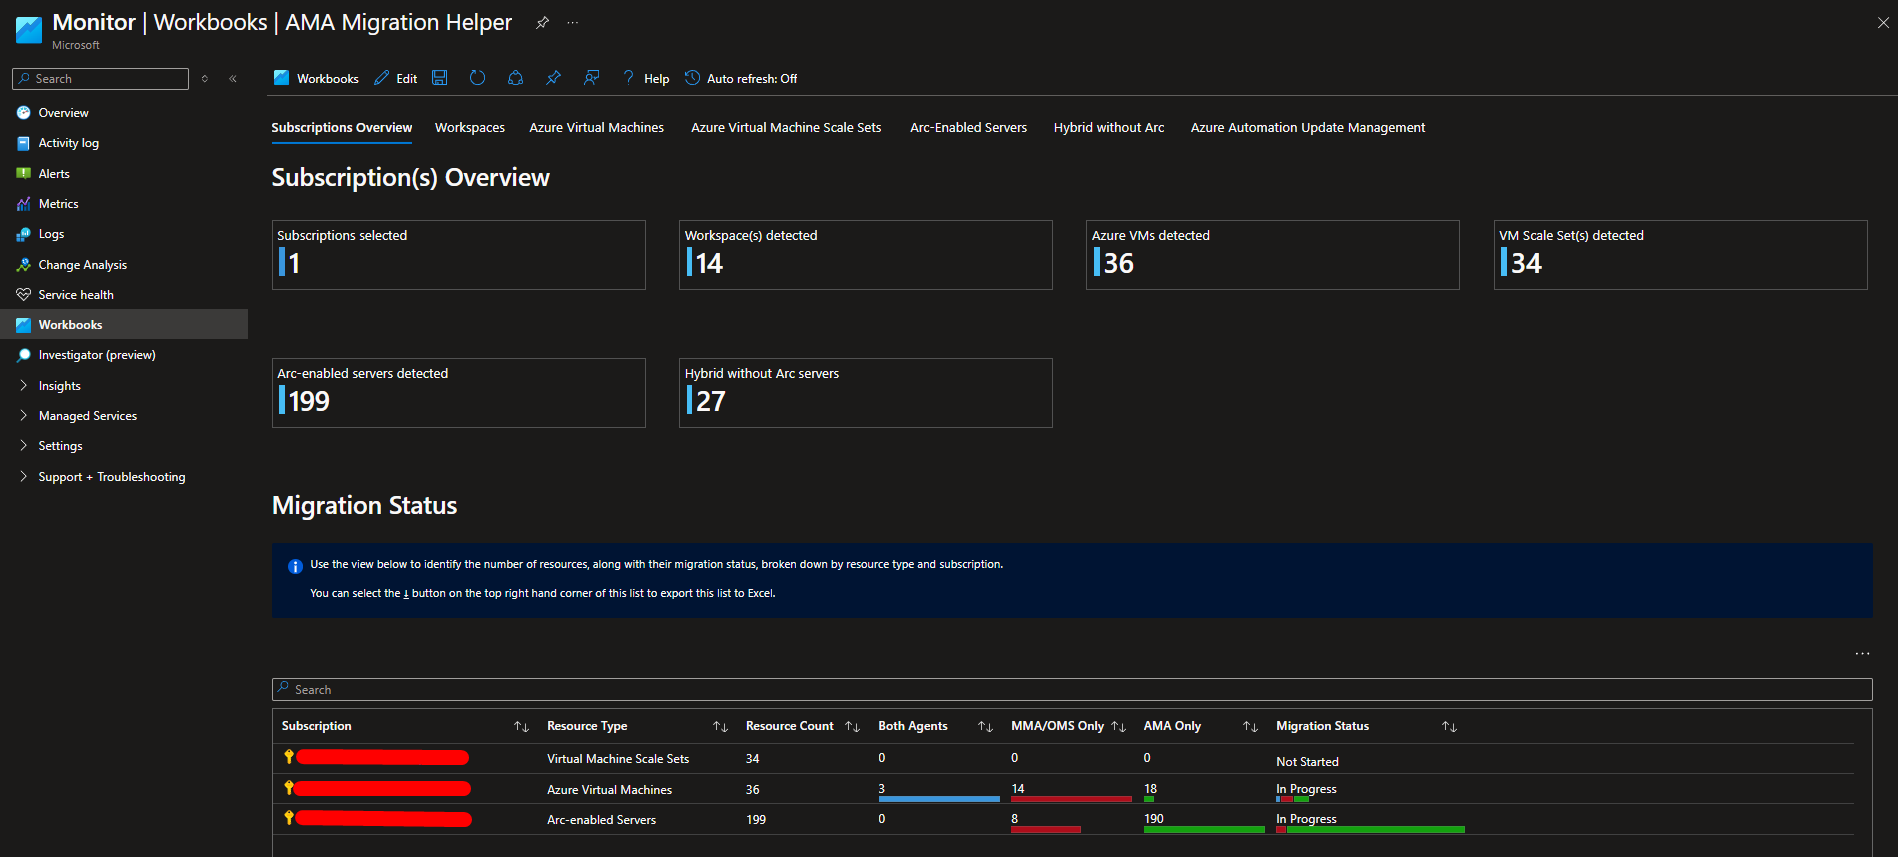 Monitor | Workbooks | AMA Migration Helper
Microsoft
Search
Overview
Activity log
Alerts
Metrics
Logs
Change Analysis
Service health
Workbooks
Investigator (preview)
Insights
Managed Services
Settings
Support + Troubleshooting
Workbooks Edit Help Auto refresh: Off
Subscriptions Overview Workspaces Azure Virtual Machines Azure Virtual Machine Scale Sets Arc-Enabled Servers Hybrid without Arc Azure Automation Update Management
Subscription(s) Overview
Subscriptions selected
1
Workspace(s) detected
14
Azure VMs detected
36
VM Scale Set(s) detected
34
Arc-enabled servers detected
199
Hybrid without Arc servers
27
Migration Status
Use the view below to identify the number of resources, along with their migration status, broken down by resource type and subscription.
You can select the ↓ button on the top right hand corner of this list to export this list to Excel.
Search
Subscription Resource Type Resource Count Both Agents MMA/OMS Only AMA Only Migration Status
Virtual Machine Scale Sets 34 0 0 0 Not Started
Azure Virtual Machines 36 3 14 18 In Progress
Arc-enabled Servers 199 0 8 190 In Progress